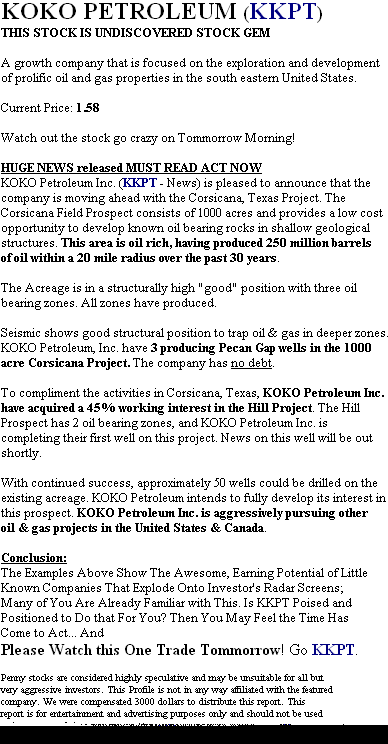 KOKO PETROLEUM (KKPT)
THIS STOCK IS UNDISCOVERED STOCK GEM
A growth company that is focused on the exploration and development
of prolific oil and gas properties in the south eastern United States.
Current Price: 1.58
Watch out the stock go crazy on Tommorrow Morning!
HUGE NEWS released MUST READ ACT NOW
KOKO Petroleum Inc. (KKPT - News) is pleased to announce that the
company is moving ahead with the Corsicana, Texas Project. The
Corsicana Field Prospect consists of 1000 acres and provides a low cost
opportunity to develop known oil bearing rocks in shallow geological
structures. This area is oil rich, having produced 250 million barrels
of oil within a 20 mile radius over the past 30 years.
The Acreage is in a structurally high "good" position with three oil
bearing zones. All zones have produced.
Seismic shows good structural position to trap oil & gas in deeper zones.
KOKO Petroleum, Inc. have 3 producing Pecan Gap wells in the 1000
acre Corsicana Project. The company has no debt.
To compliment the activities in Corsicana, Texas, KOKO Petroleum Inc.
have acquired a 45% working interest in the Hill Project. The Hill
Prospect has 2 oil bearing zones, and KOKO Petroleum Inc. is
completing their first well on this project. News on this well will be out
shortly.
With continued success, approximately 50 wells could be drilled on the
existing acreage. KOKO Petroleum intends to fully develop its interest in
this prospect. KOKO Petroleum Inc. is aggressively pursuing other
oil & gas projects in the United States & Canada.
Conclusion:
The Examples Above Show The Awesome, Earning Potential of Little
Known Companies That Explode Onto Investor's Radar Screens;
Many of You Are Already Familiar with This. Is KKPT Poised and
Positioned to Do that For You? Then You May Feel the Time Has
Come to Act... And
Please Watch this One Trade Tommorrow! Go KKPT.
Penny stocks are considered highly speculative and may be unsuitable for all but
very aggressive investors. This Profile is not in any way affiliated with the featured
company. We were compensated 3000 dollars to distribute this report. This
report is for entertainment and advertising purposes only and should not be used